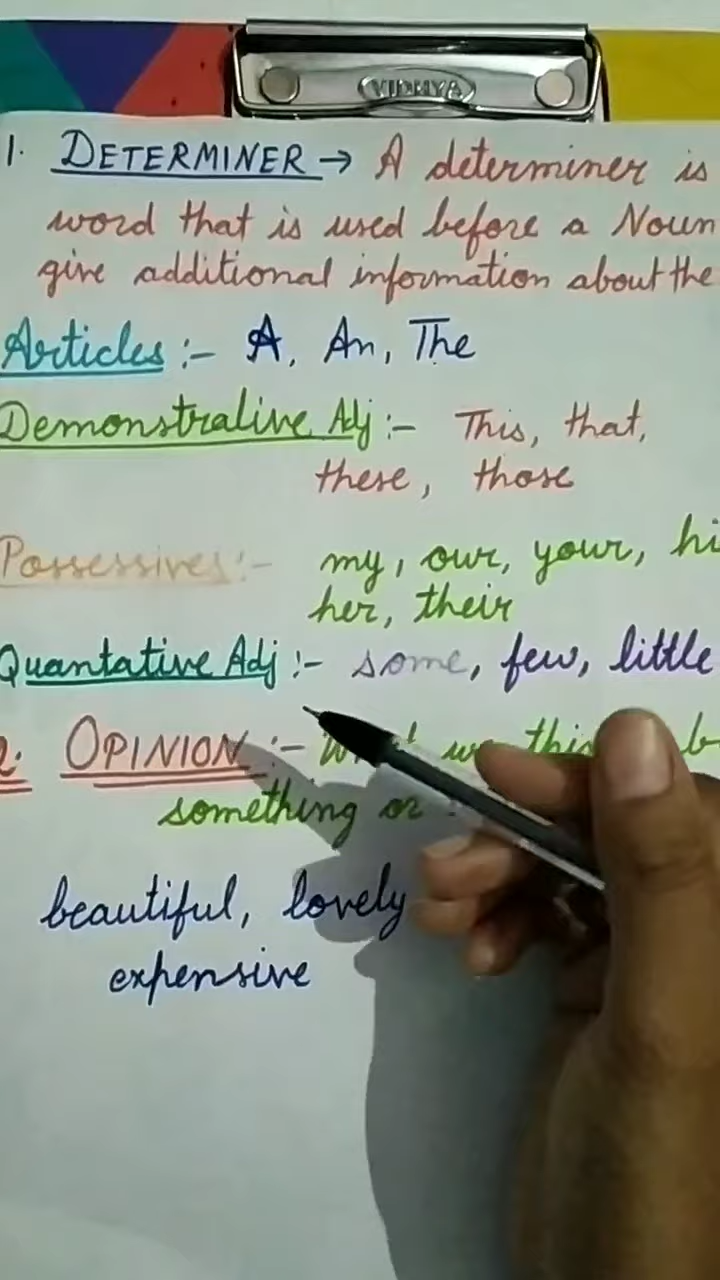 VIDHYA
1. DETERMINER → A determiner is
word that is used before a Noun
give additional information about the
Articles :- A, An, The
Demonstrative Adj :- This, that,
these, those
Possessives :- my, our, your, hi
her, their
Quantative Adj :- some, few, little
2. OPINION :-
something or
beautiful, lovely
expensive